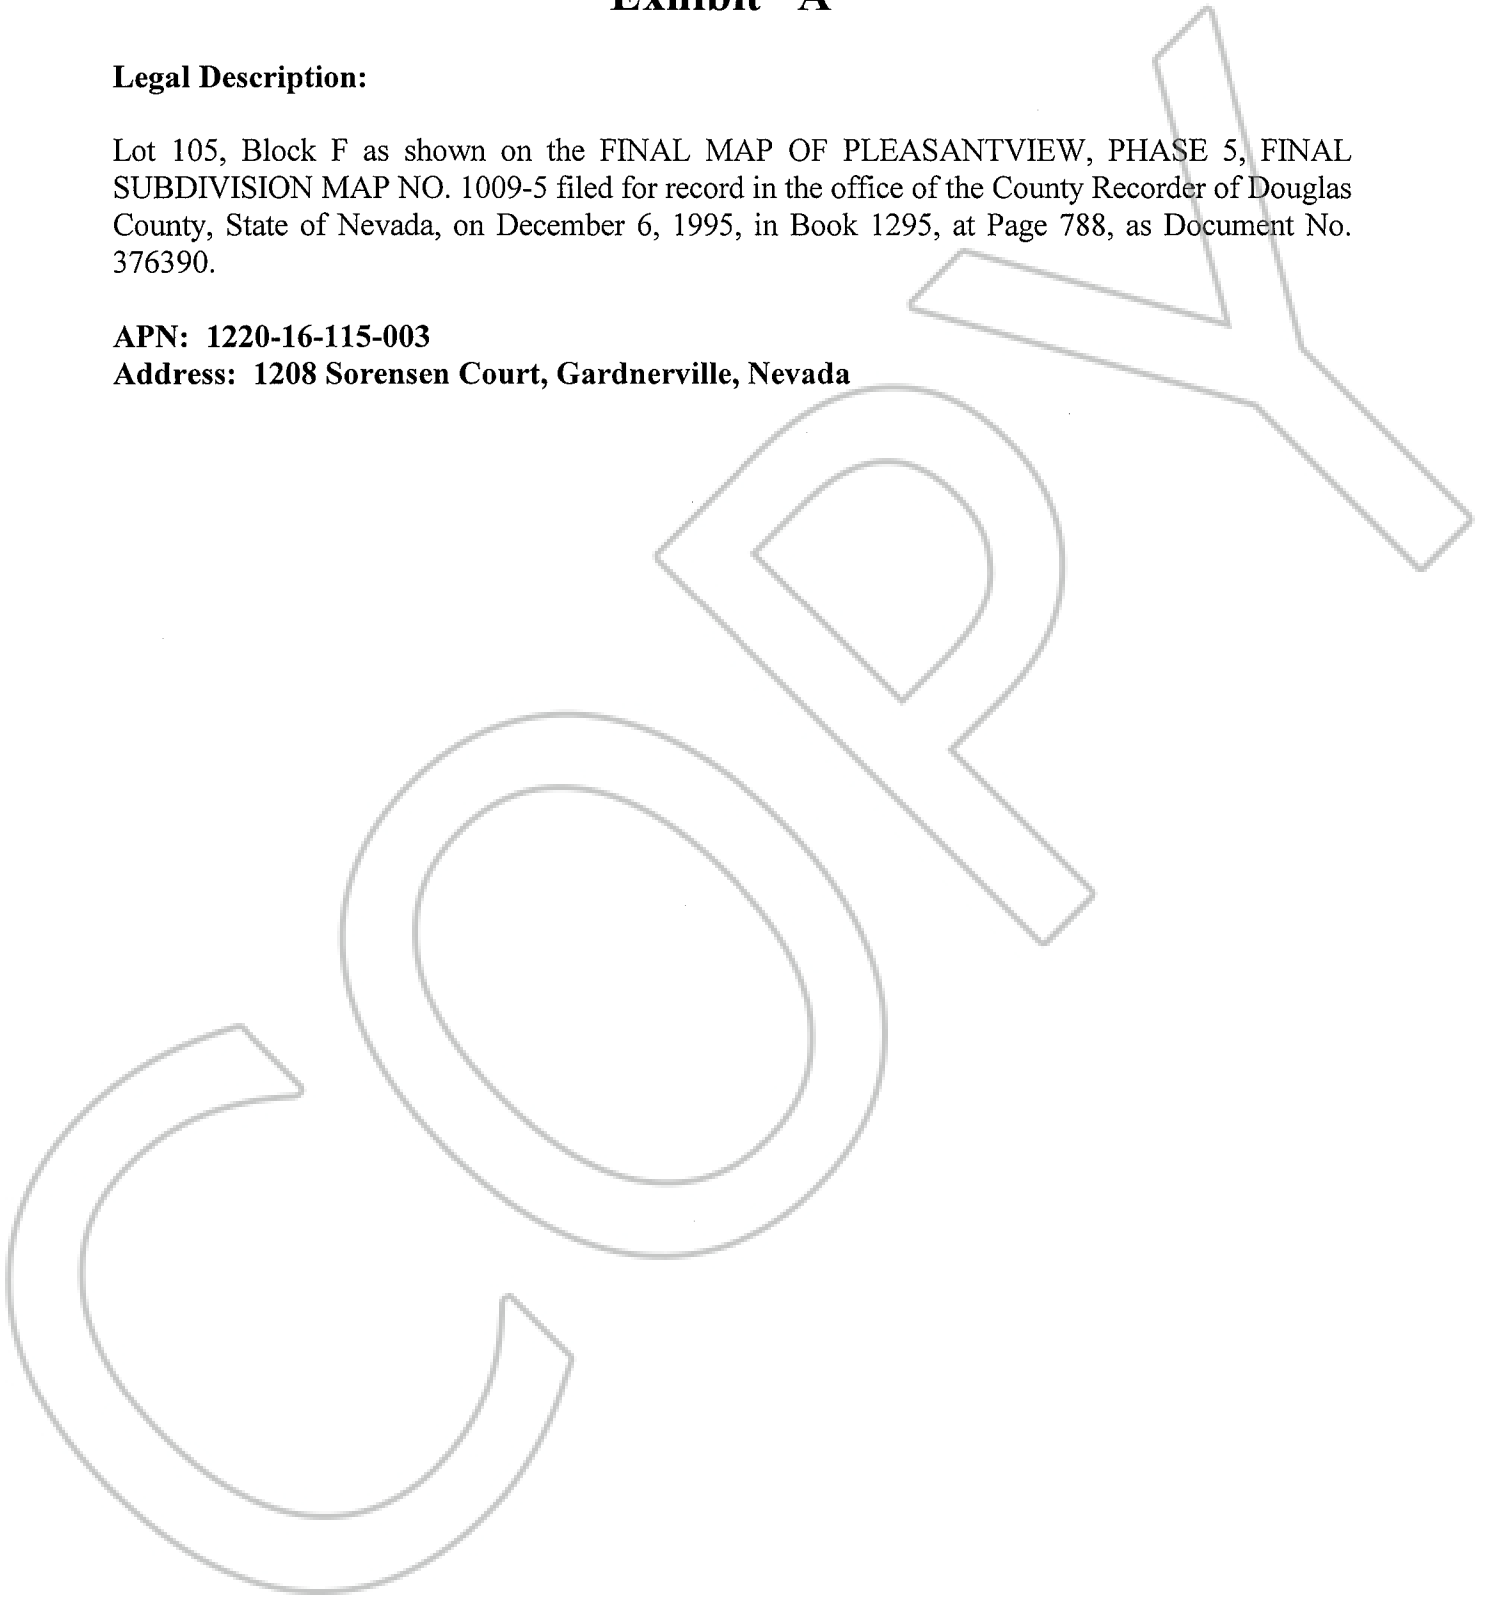 Exhibit "A"
Legal Description:
Lot 105, Block F as shown on the FINAL MAP OF PLEASANTVIEW, PHASE 5, FINAL
SUBDIVISION MAP NO. 1009-5 filed for record in the office of the County Recorder of Douglas
County, State of Nevada, on December 6, 1995, in Book 1295, at Page 788, as Document No.
376390.
APN: 1220-16-115-003
Address: 1208 Sorensen Court, Gardnerville, Nevada
COPY